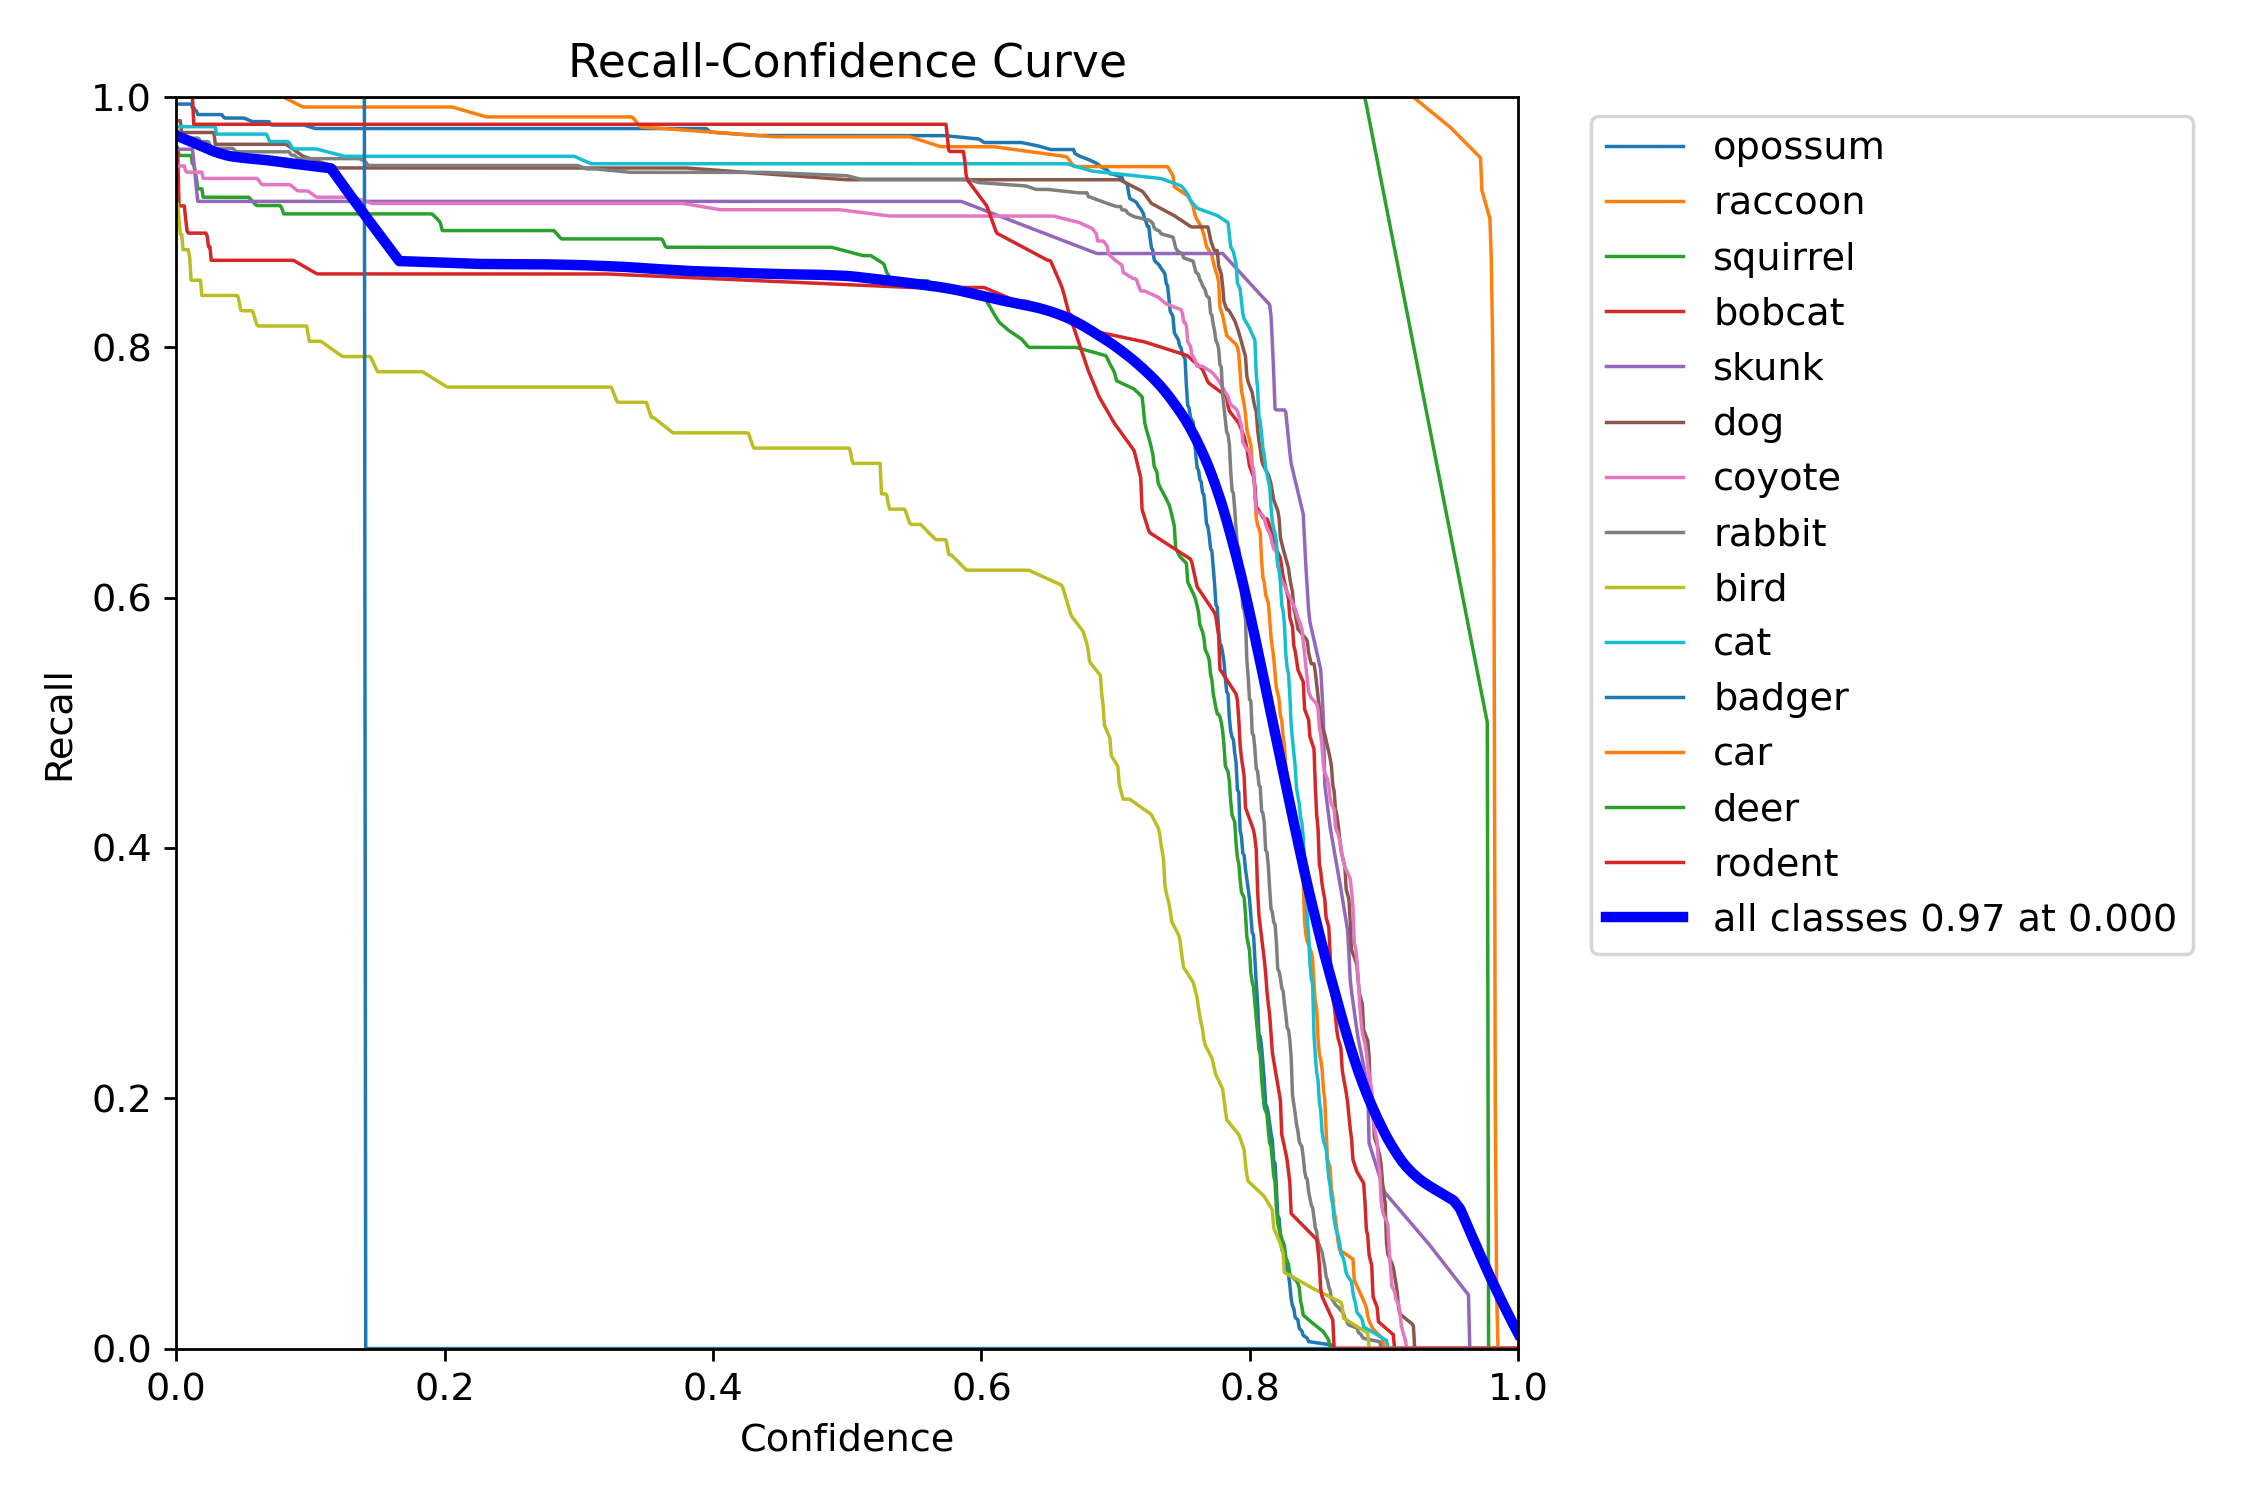 Recall-Confidence Curve
1.0
0.8
0.6
0.4
0.2
0.0
Recall
0.0 0.2 0.4 0.6 0.8 1.0
Confidence
opossum
raccoon
squirrel
bobcat
skunk
dog
coyote
rabbit
bird
cat
badger
car
deer
rodent
all classes 0.97 at 0.000